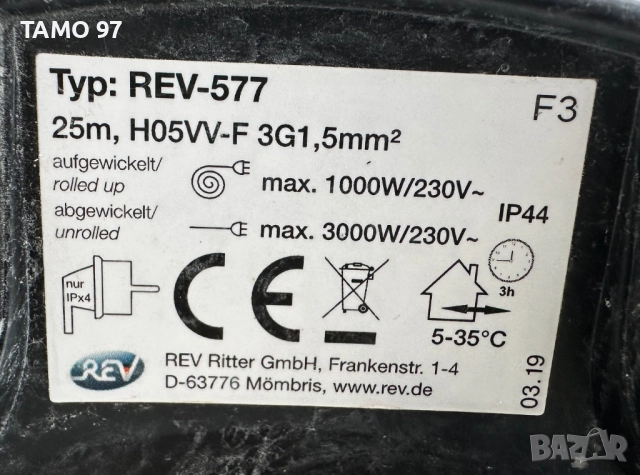 TAMO 97
Typ: REV-577
F3
25m, H05VV-F 3G1,5mm²
aufgewickelt/
rolled up
max. 1000W/230V~
abgewickelt/
unrolled
max. 3000W/230V~
IP44
nur
IPx4
CE
3h
5-35°C
REV
REV Ritter GmbH, Frankenstr. 1-4
D-63776 Mömbris, www.rev.de
03.19
BAZAR